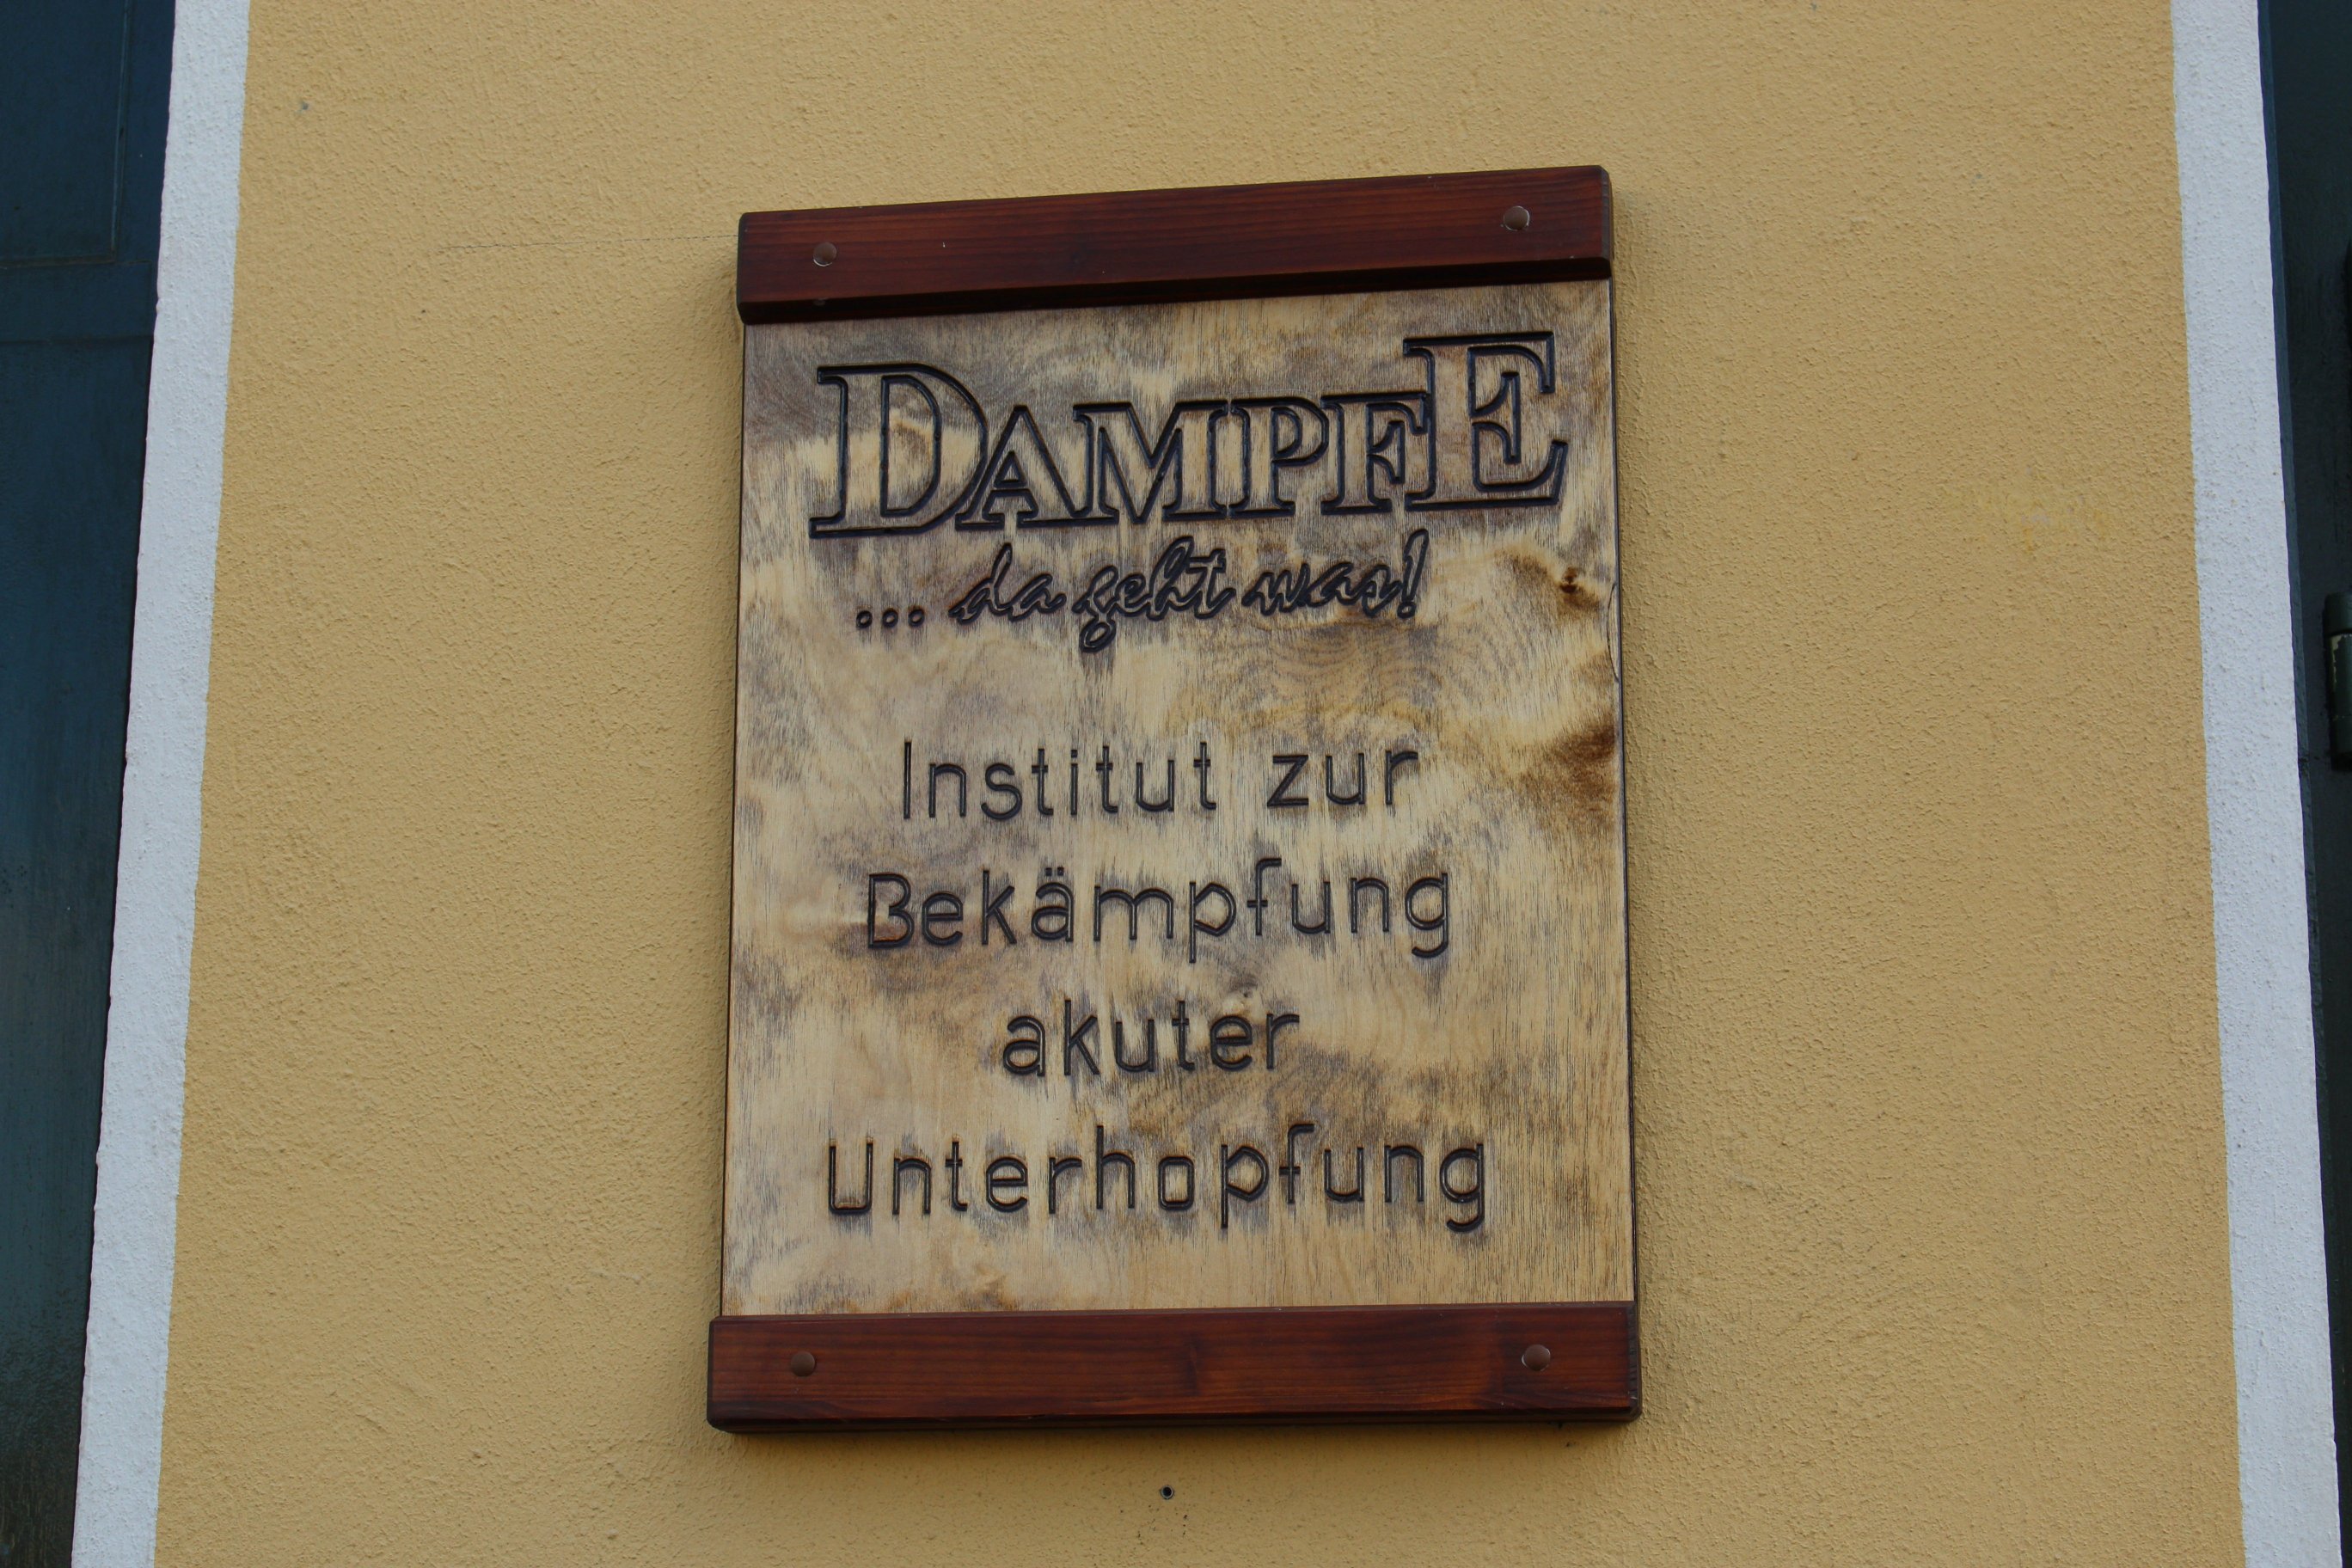 DAMPFE
... da geht was!
Institut zur
Bekämpfung
akuter
Unterhopfung